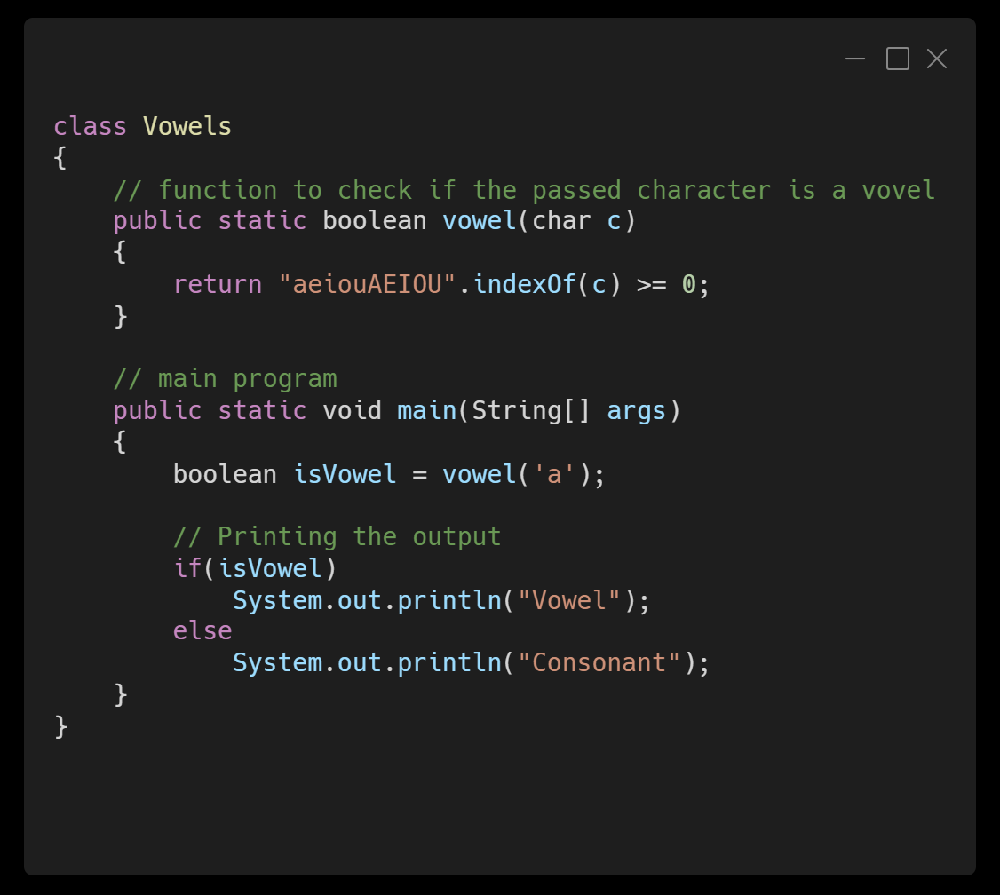 class Vowels
{
    // function to check if the passed character is a vovel
    public static boolean vowel(char c)
    {
        return "aeiouAEIOU".indexOf(c) >= 0;
    }

    // main program
    public static void main(String[] args)
    {
        boolean isVowel = vowel('a');

        // Printing the output
        if(isVowel)
            System.out.println("Vowel");
        else
            System.out.println("Consonant");
    }
}